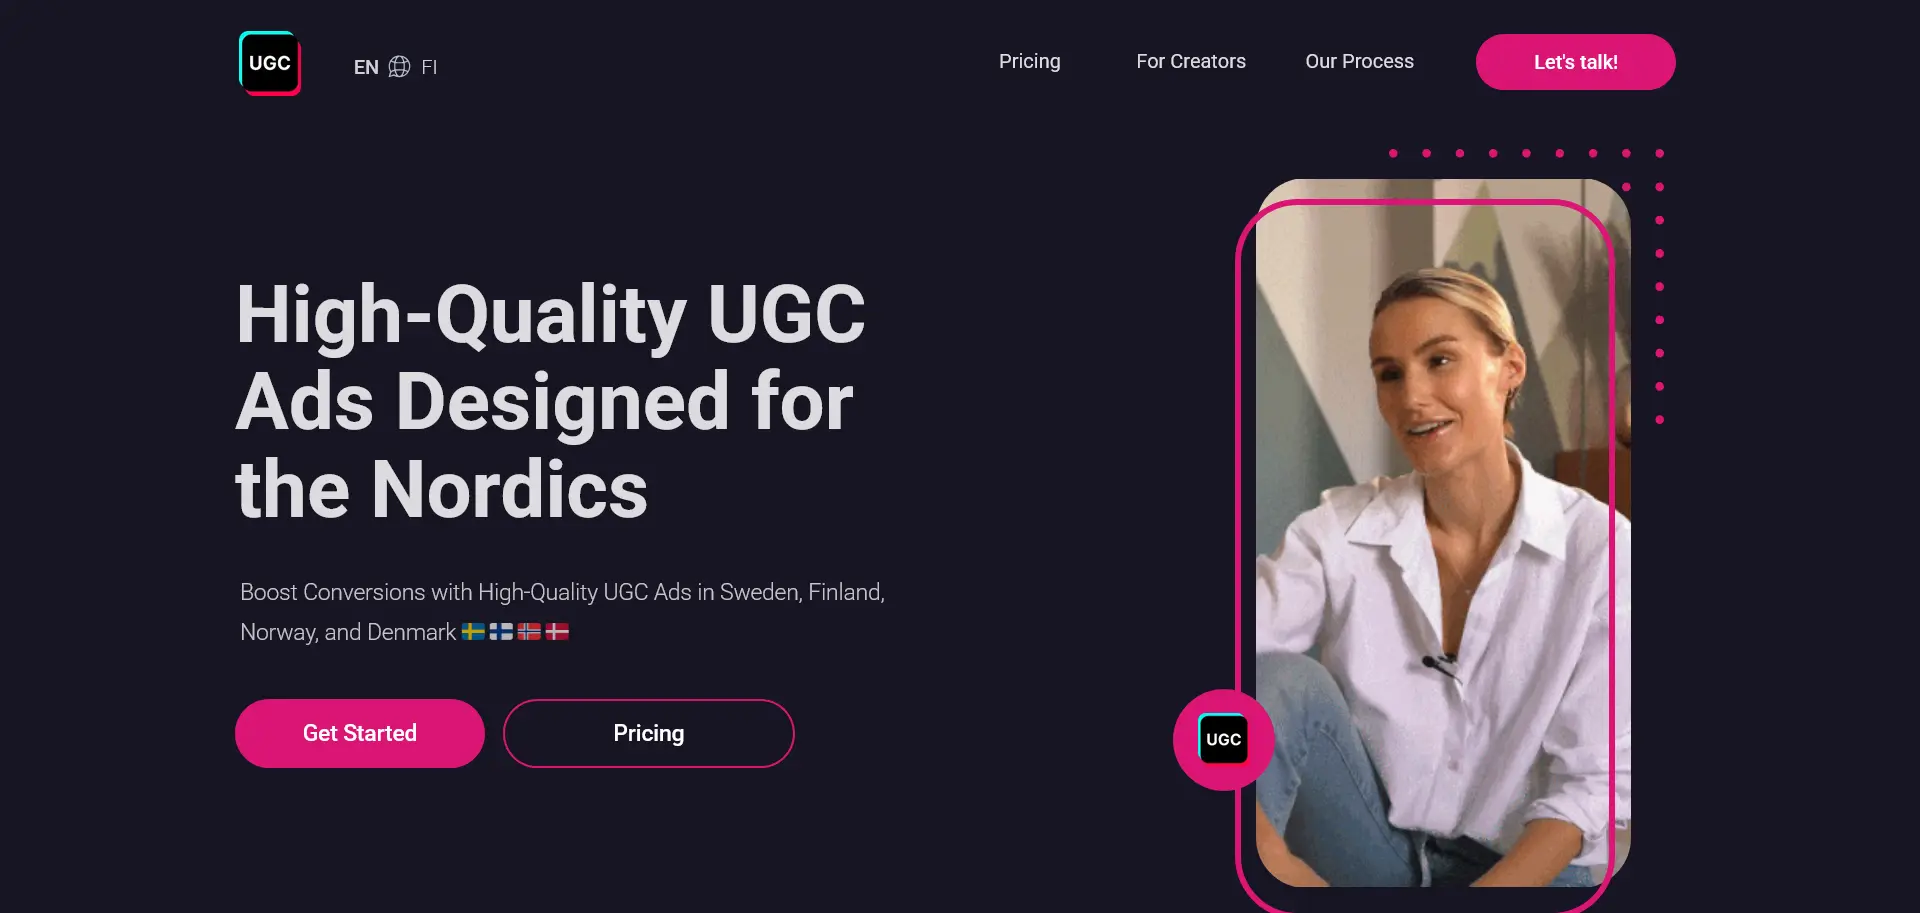 UGC
EN FI
Pricing
For Creators
Our Process
Let's talk!
High-Quality UGC
Ads Designed for
the Nordics
Boost Conversions with High-Quality UGC Ads in Sweden, Finland,
Norway, and Denmark 🇸🇪🇫🇮🇳🇴🇩🇰
Get Started
Pricing
UGC